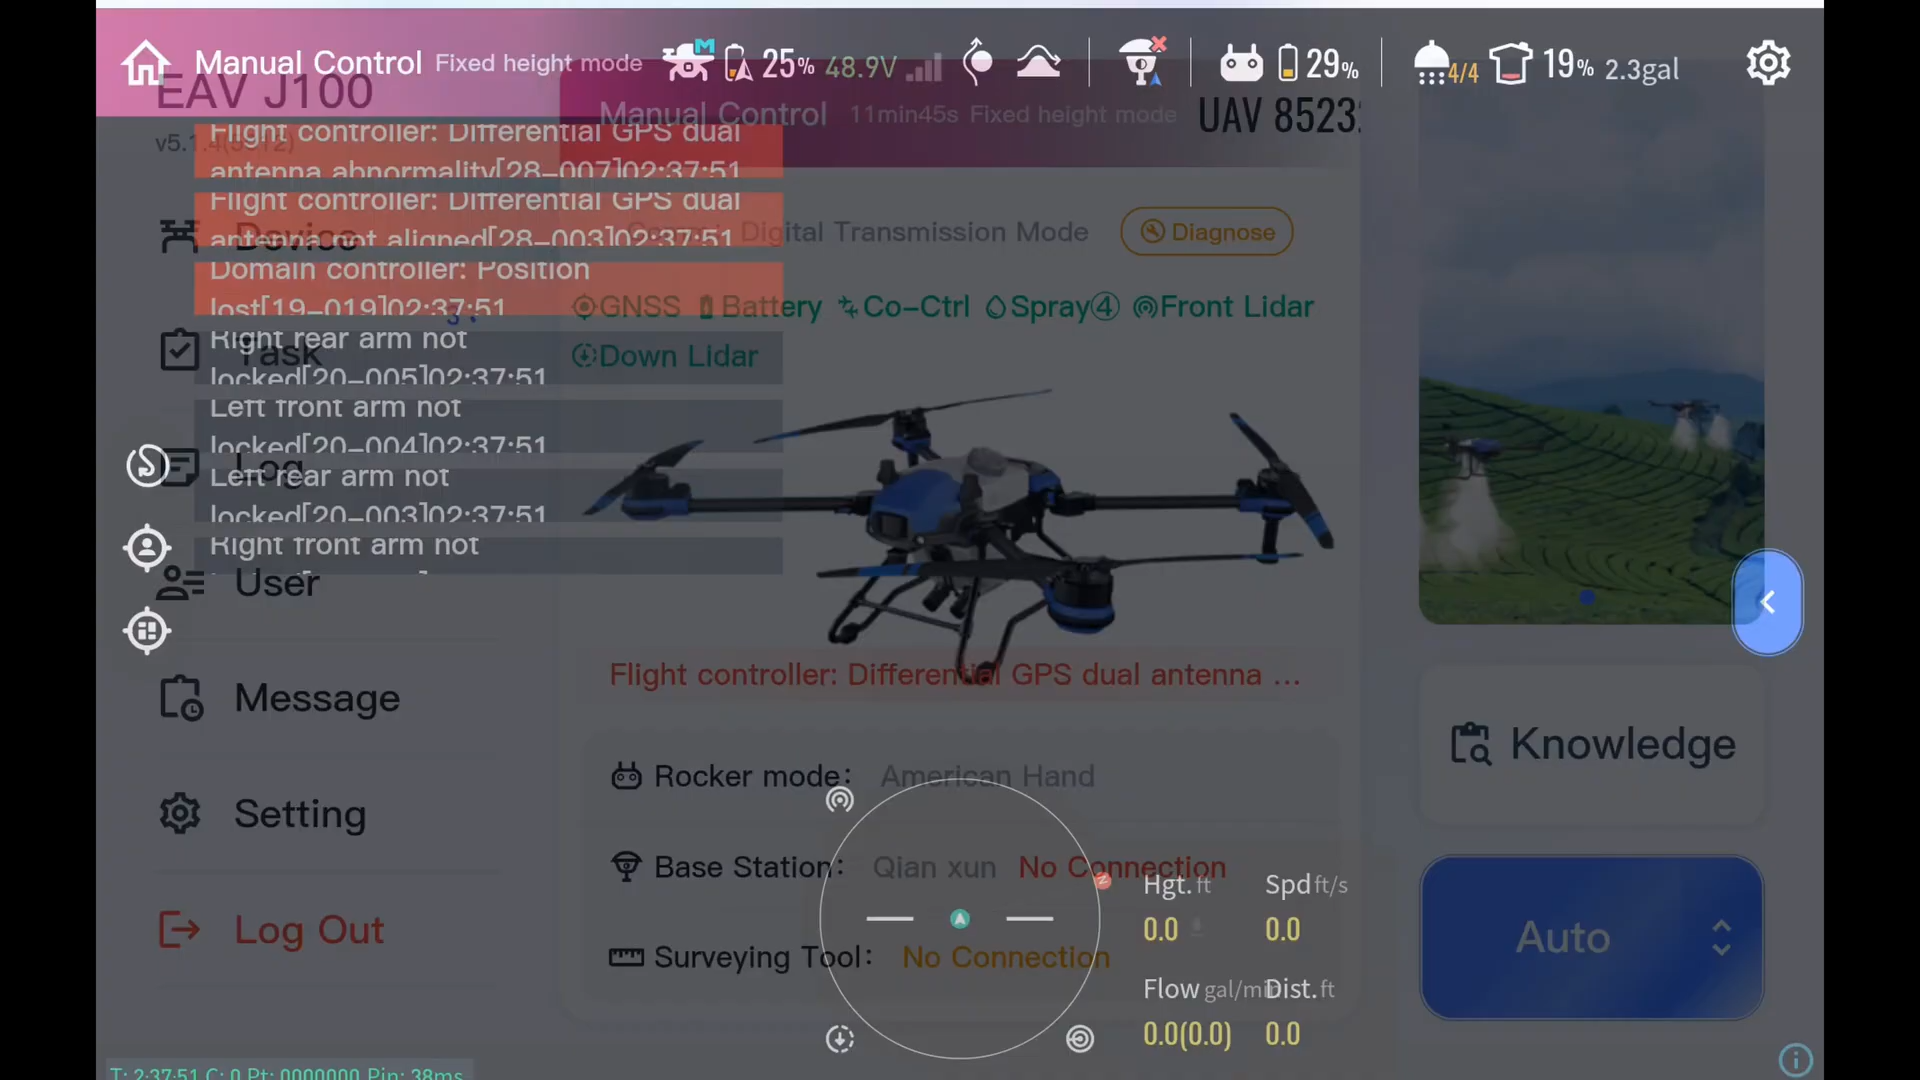 Manual Control Fixed height mode 25% 48.9V 4/4 29% 19% 2.3gal
EAV J100
Manual Control 11min45s Fixed height mode UAV 8523
Flight controller: Differential GPS dual
antenna abnormality[28-007]02:37:51
Flight controller: Differential GPS dual
antenna not aligned[28-003]02:37:51
Device
Digital Transmission Mode Diagnose
Domain controller: Position
lost[19-019]02:37:51
GNSS Battery Co-Ctrl Spray④ Front Lidar
Down Lidar
Right rear arm not
locked[20-005]02:37:51
Task
Left front arm not
locked[20-004]02:37:51
Log
Left rear arm not
locked[20-003]02:37:51
Right front arm not
User
Message
Setting
Log Out
Flight controller: Differential GPS dual antenna ...
Rocker mode: American Hand
Base Station: Qian xun No Connection
Surveying Tool: No Connection
Hgt.ft Spdft/s
0.0 0.0
Flow gal/min Dist.ft
0.0(0.0) 0.0
Knowledge
Auto
T: 2:37:51 C: 0 Pt: 0000000 Pin: 38ms